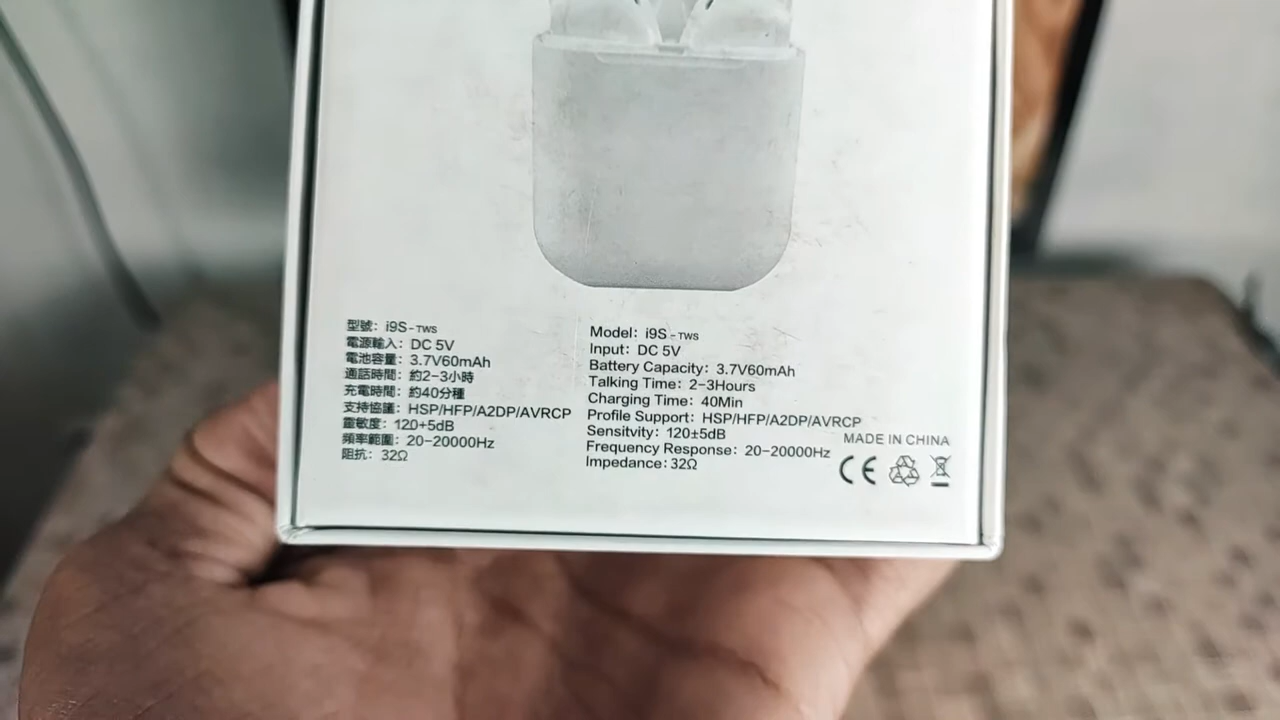 型號：i9S-TWS
電源輸入：DC 5V
電池容量：3.7V60mAh
通話時間：約2-3小時
充電時間：約40分種
支持協議：HSP/HFP/A2DP/AVRCP
靈敏度：120+5dB
頻率範圍：20-20000Hz
阻抗：32Ω
Model: i9S-TWS
Input: DC 5V
Battery Capacity: 3.7V60mAh
Talking Time: 2-3Hours
Charging Time: 40Min
Profile Support: HSP/HFP/A2DP/AVRCP
Sensitvity: 120±5dB
Frequency Response: 20-20000Hz
Impedance:32Ω
MADE IN CHINA
CE